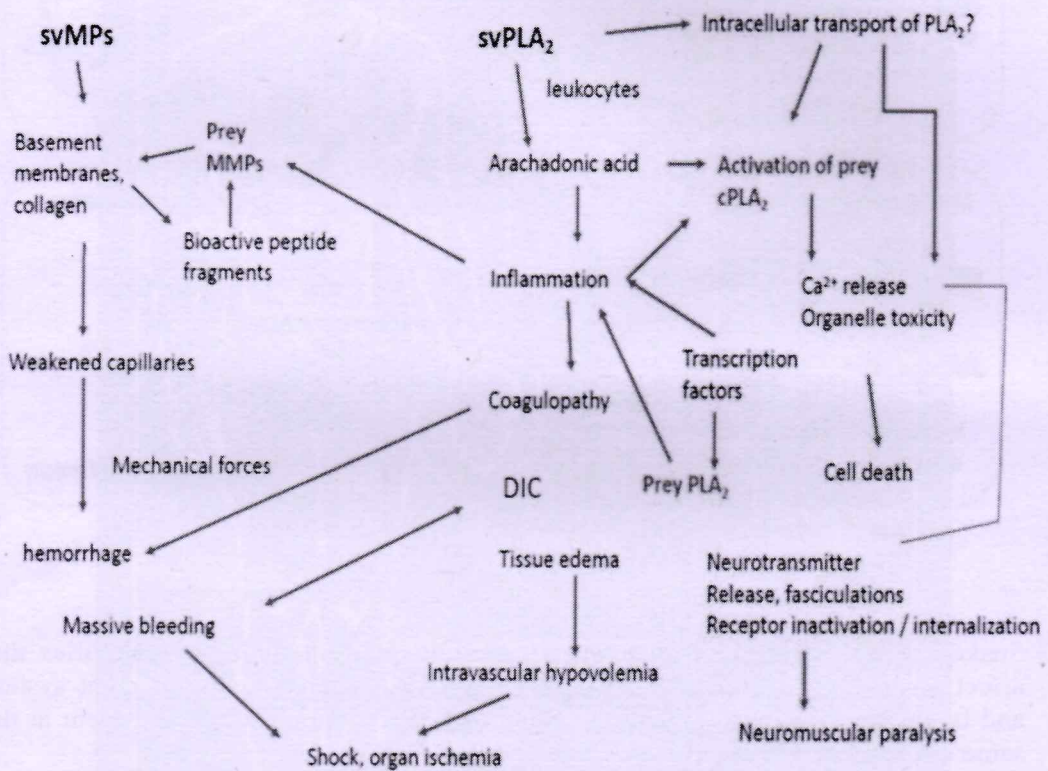 svMPs
svPLA₂
Intracellular transport of PLA₂?
leukocytes
Basement
membranes,
collagen
Prey
MMPs
Arachadonic acid
Activation of prey
cPLA₂
Bioactive peptide
fragments
Inflammation
Ca²⁺ release
Organelle toxicity
Weakened capillaries
Transcription
factors
Coagulopathy
Mechanical forces
DIC
Prey PLA₂
Cell death
hemorrhage
Tissue edema
Neurotransmitter
Release, fasciculations
Receptor inactivation / internalization
Massive bleeding
Intravascular hypovolemia
Neuromuscular paralysis
Shock, organ ischemia